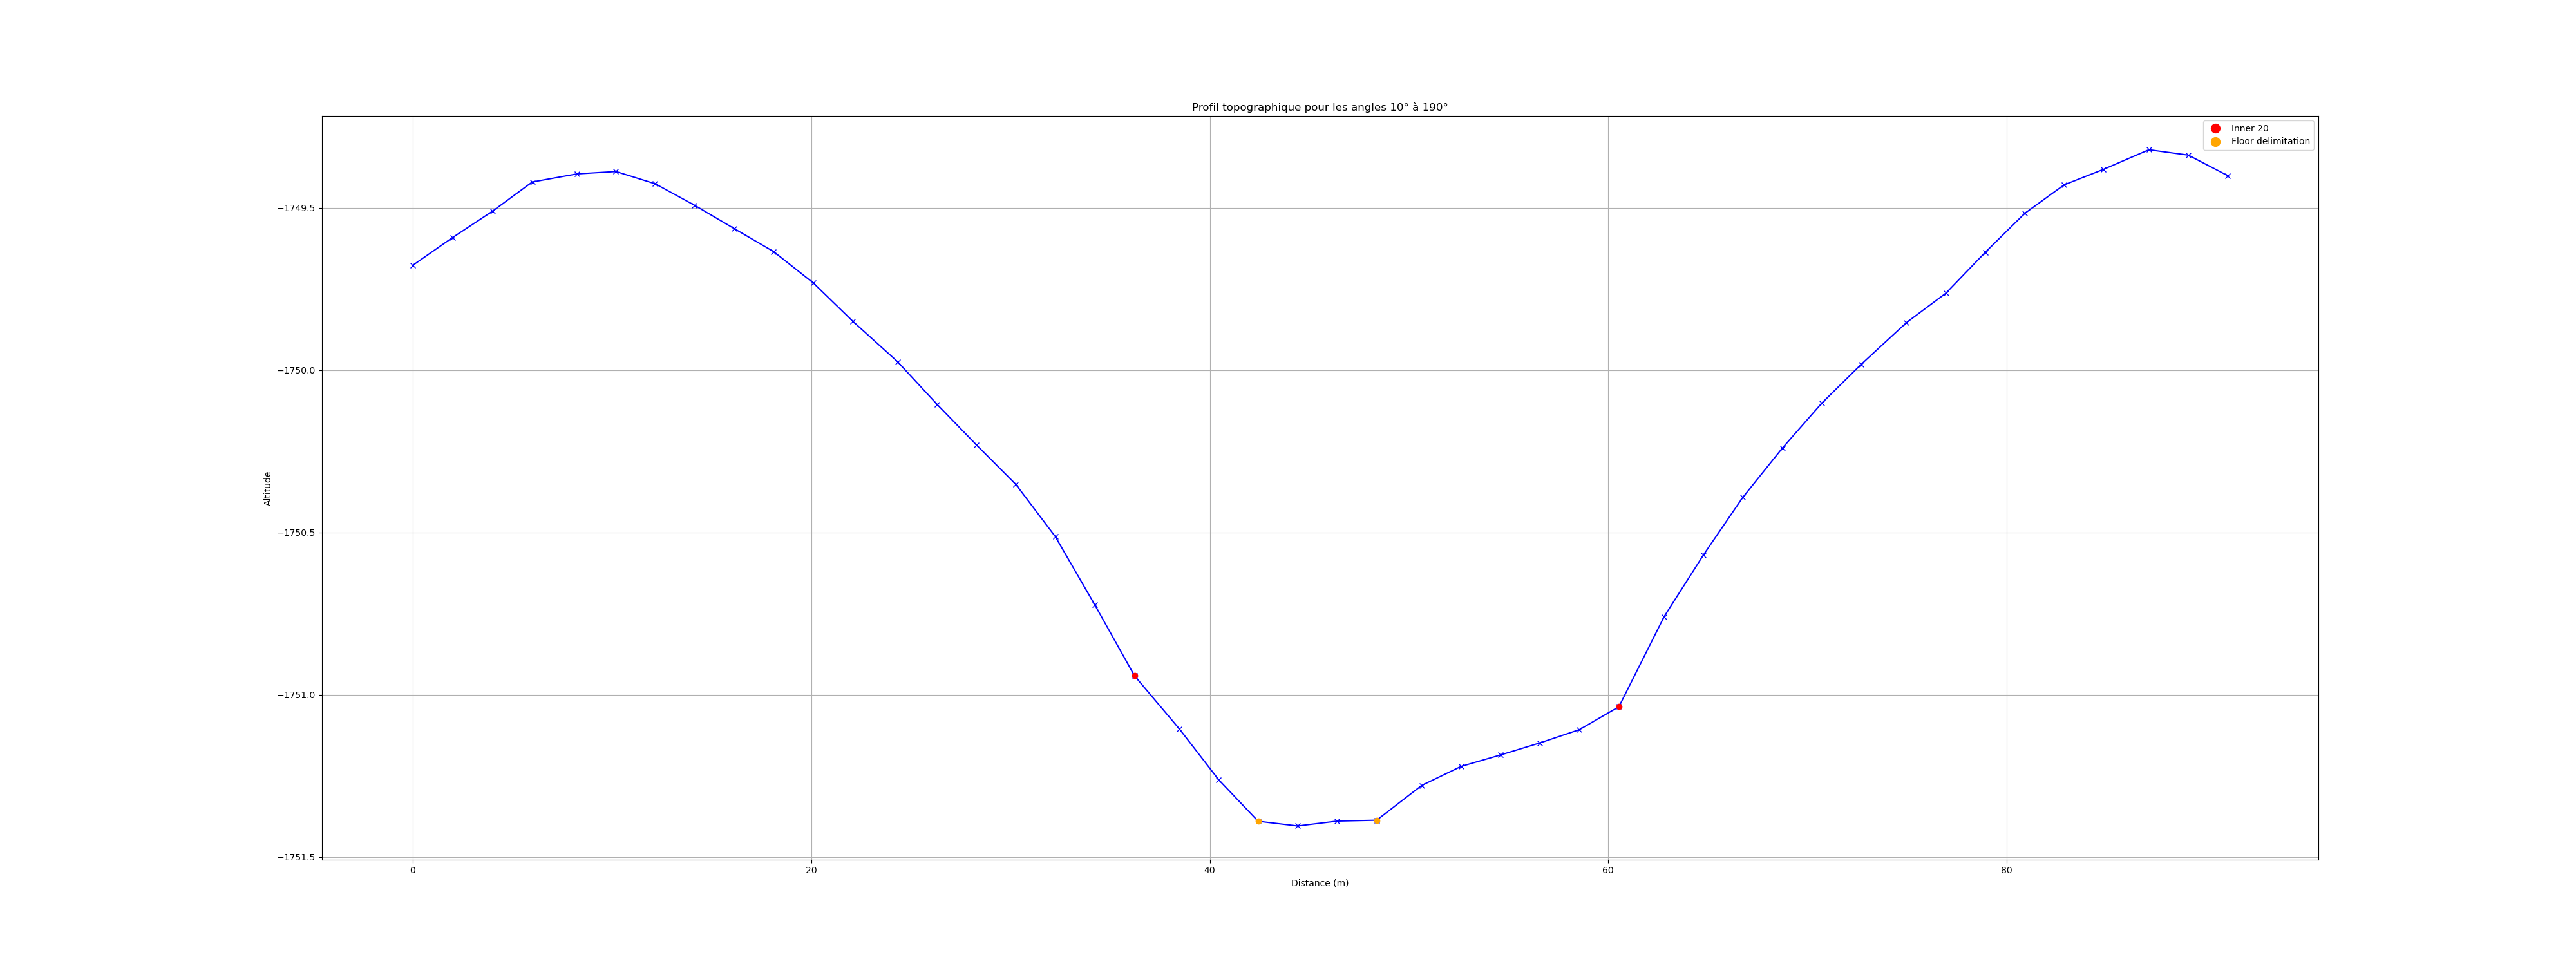 Profil topographique pour les angles 10° à 190°
Inner 20
Floor delimitation
−1749.5
−1750.0
−1750.5
−1751.0
−1751.5
Altitude
0 20 40 60 80
Distance (m)